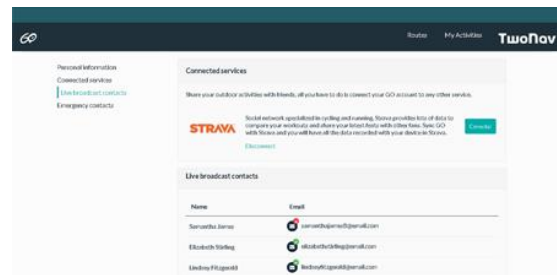 GO
Routes My Activities TwoNav
Personal information
Connected services
Live broadcast contacts
Emergency contacts
Connected services
Share your outdoor activities with friends, all you have to do is connect your GO account to any other service.
STRAVA
Social network specialized in cycling and running. Strava provides lots of data to
compare your workouts and share your latest feats with other fans. Sync GO
with Strava and you will have all the data recorded with your device in Strava.
Connect
Disconnect
Live broadcast contacts
Name Email
Samantha James
Elizabeth Stirling
Lindsey Fitzgerald